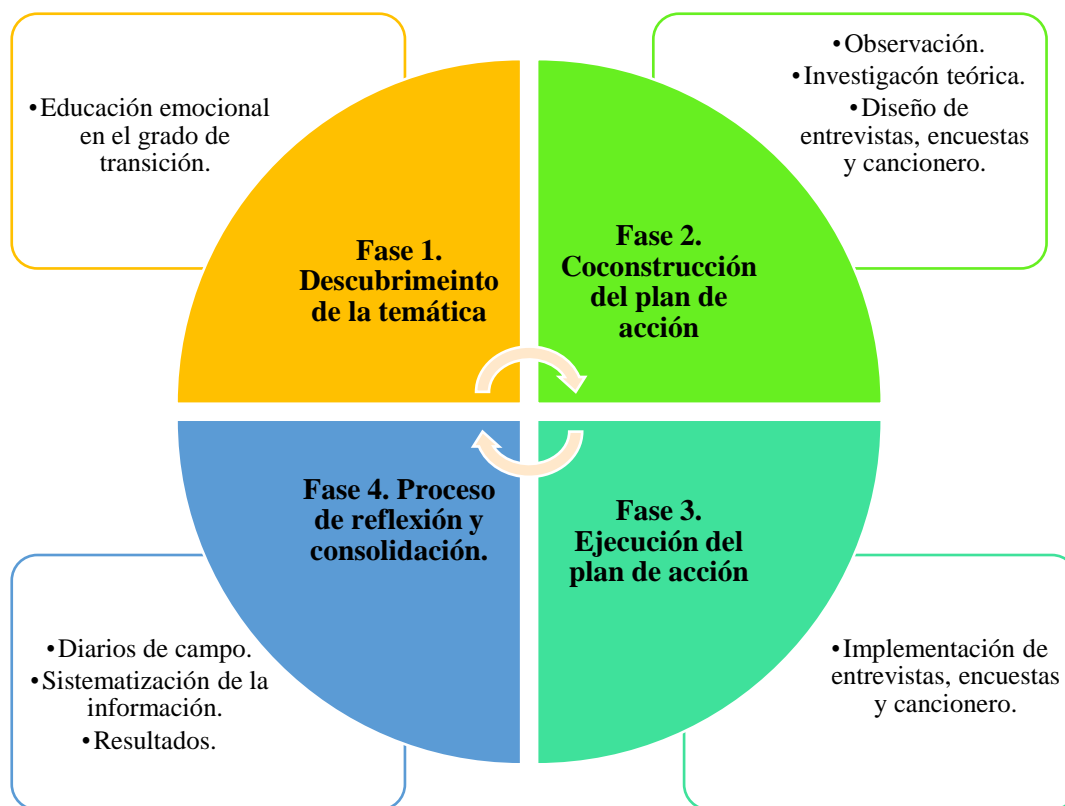 •Educación emocional
en el grado de
transición.
Fase 1.
Descubrimeinto
de la temática
•Observación.
•Investigacón teórica.
•Diseño de
entrevistas, encuestas
y cancionero.
Fase 2.
Coconstrucción
del plan de
acción
Fase 3.
Ejecución del
plan de acción
•Implementación de
entrevistas, encuestas
y cancionero.
Fase 4. Proceso
de reflexión y
consolidación.
•Diarios de campo.
•Sistematización de la
información.
•Resultados.